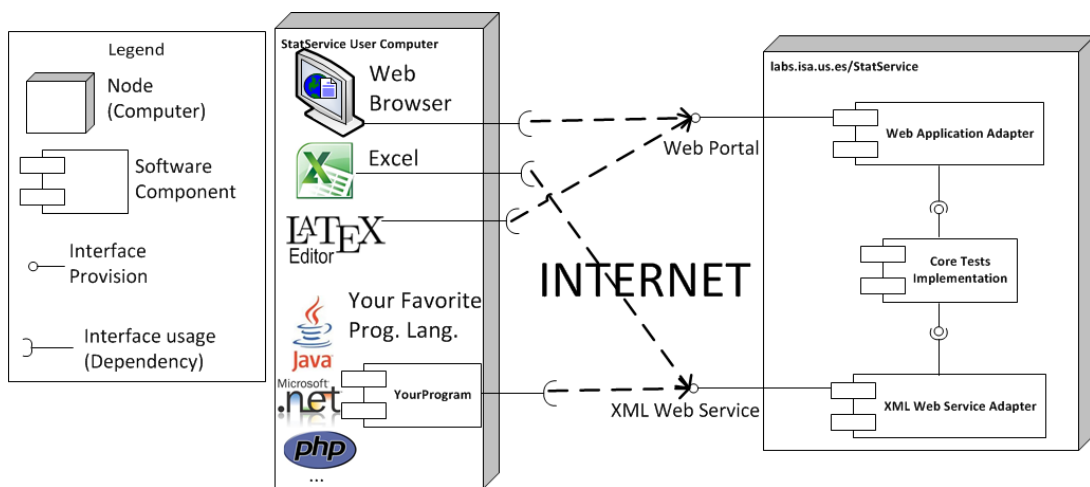 Legend
Node
(Computer)
Software
Component
Interface
Provision
Interface usage
(Dependency)
StatService User Computer
Web
Browser
Excel
LATEX
Editor
Your Favorite
Prog. Lang.
Java
Microsoft
.net
YourProgram
php
...
INTERNET
Web Portal
XML Web Service
labs.isa.us.es/StatService
Web Application Adapter
Core Tests
Implementation
XML Web Service Adapter